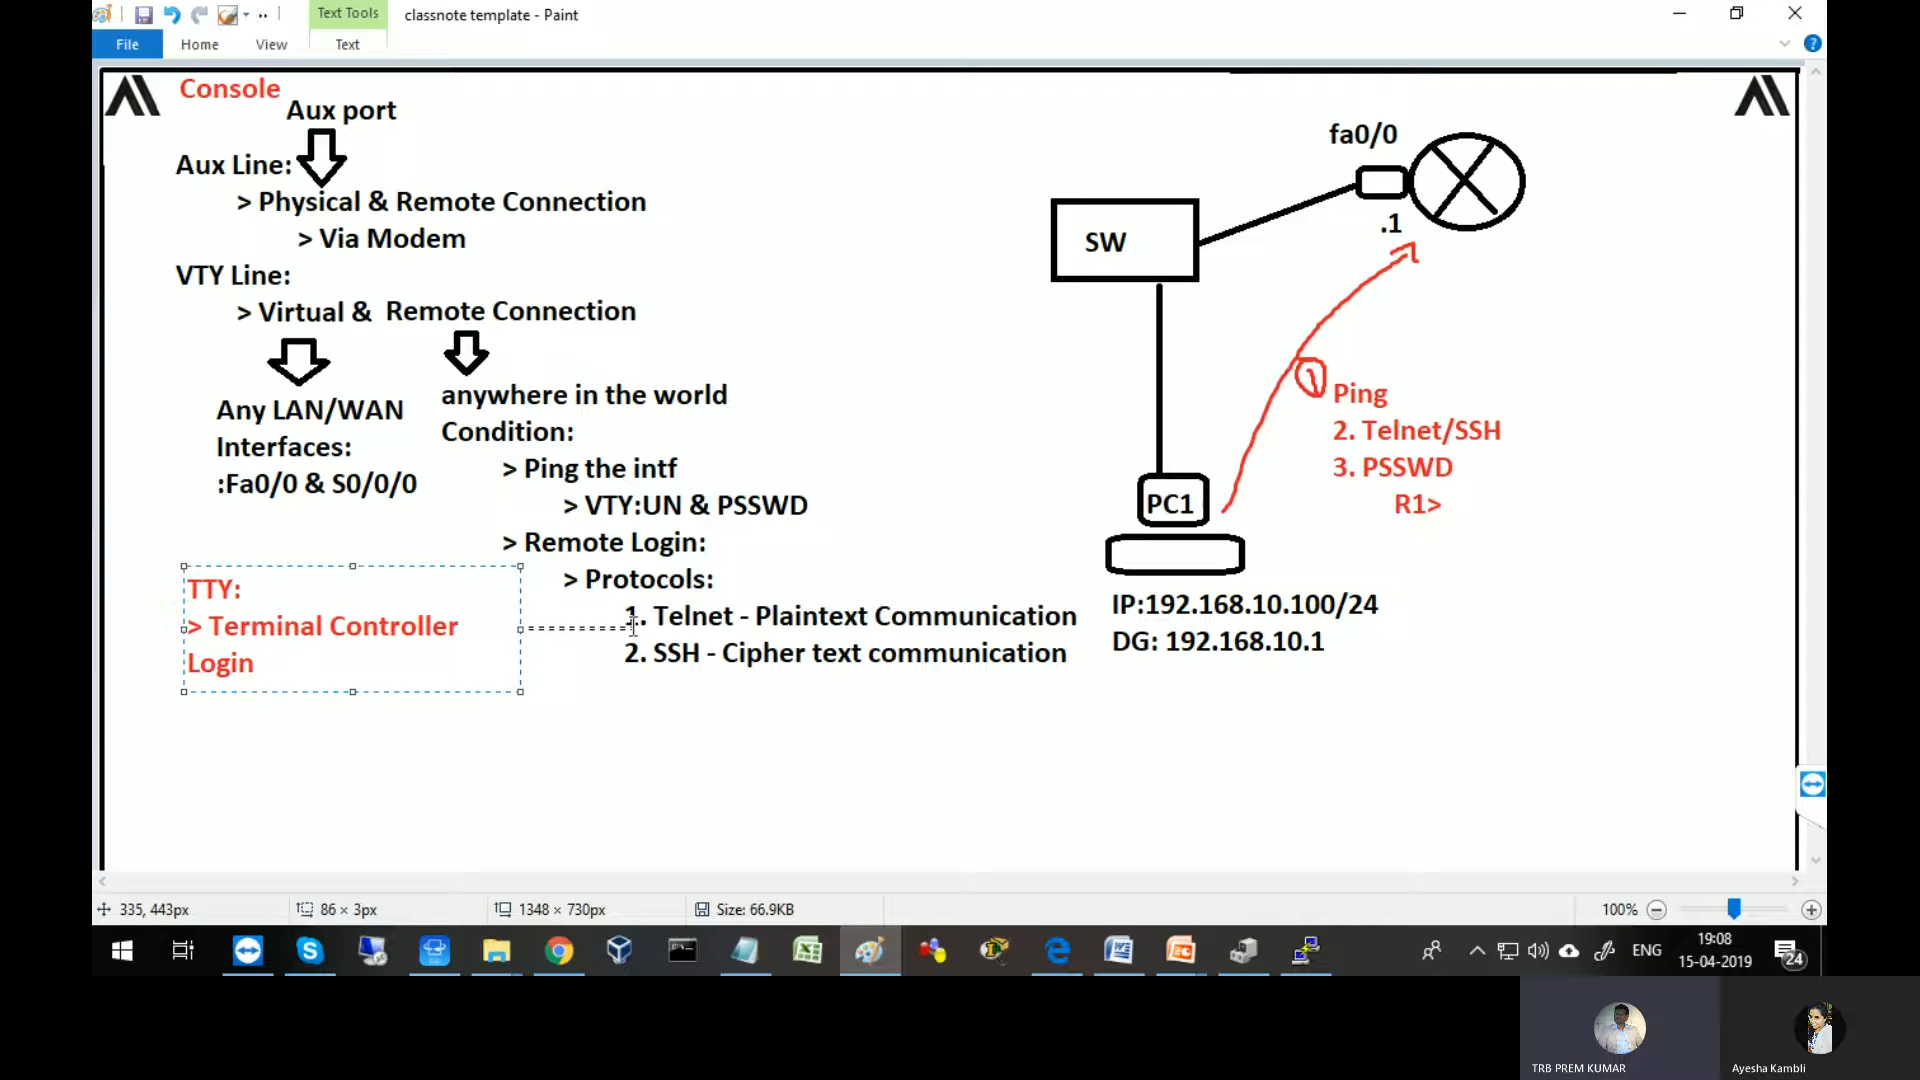 Text Tools
classnote template - Paint
File
Home
View
Text
Console
Aux port
Aux Line:
> Physical & Remote Connection
> Via Modem
VTY Line:
> Virtual & Remote Connection
Any LAN/WAN
Interfaces:
:Fa0/0 & S0/0/0
anywhere in the world
Condition:
> Ping the intf
> VTY:UN & PSSWD
> Remote Login:
> Protocols:
1. Telnet - Plaintext Communication
2. SSH - Cipher text communication
TTY:
> Terminal Controller
Login
fa0/0
.1
SW
PC1
IP:192.168.10.100/24
DG: 192.168.10.1
1
Ping
2. Telnet/SSH
3. PSSWD
R1>
335, 443px
86 × 3px
1348 × 730px
Size: 66.9KB
100%
ENG
19:08
15-04-2019
24
TRB PREM KUMAR
Ayesha Kambli